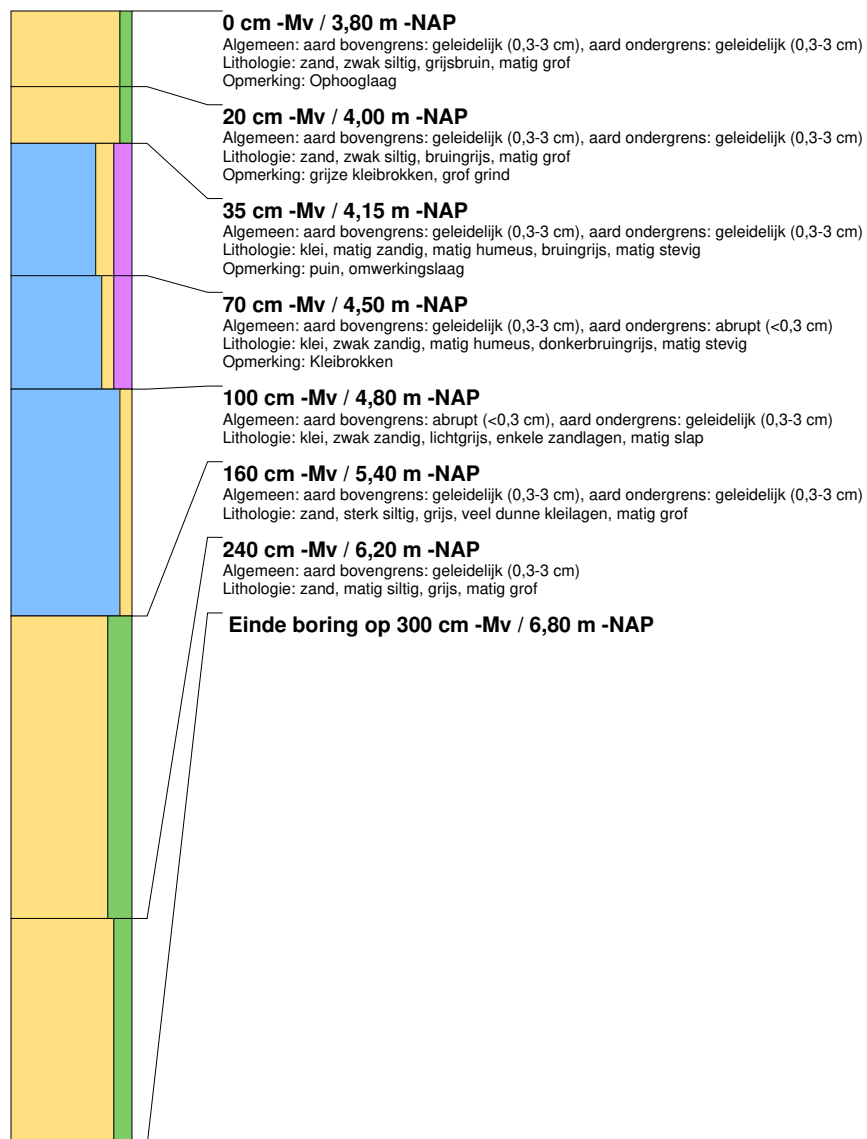 0 cm -Mv / 3,80 m -NAP
Algemeen: aard bovengrens: geleidelijk (0,3-3 cm), aard ondergrens: geleidelijk (0,3-3 cm)
Lithologie: zand, zwak siltig, grijsbruin, matig grof
Opmerking: Ophooglaag
20 cm -Mv / 4,00 m -NAP
Algemeen: aard bovengrens: geleidelijk (0,3-3 cm), aard ondergrens: geleidelijk (0,3-3 cm)
Lithologie: zand, zwak siltig, bruingrijs, matig grof
Opmerking: grijze kleibrokken, grof grind
35 cm -Mv / 4,15 m -NAP
Algemeen: aard bovengrens: geleidelijk (0,3-3 cm), aard ondergrens: geleidelijk (0,3-3 cm)
Lithologie: klei, matig zandig, matig humeus, bruingrijs, matig stevig
Opmerking: puin, omwerkingslaag
70 cm -Mv / 4,50 m -NAP
Algemeen: aard bovengrens: geleidelijk (0,3-3 cm), aard ondergrens: abrupt (<0,3 cm)
Lithologie: klei, zwak zandig, matig humeus, donkerbruingrijs, matig stevig
Opmerking: Kleibrokken
100 cm -Mv / 4,80 m -NAP
Algemeen: aard bovengrens: abrupt (<0,3 cm), aard ondergrens: geleidelijk (0,3-3 cm)
Lithologie: klei, zwak zandig, lichtgrijs, enkele zandlagen, matig slap
160 cm -Mv / 5,40 m -NAP
Algemeen: aard bovengrens: geleidelijk (0,3-3 cm), aard ondergrens: geleidelijk (0,3-3 cm)
Lithologie: zand, sterk siltig, grijs, veel dunne kleilagen, matig grof
240 cm -Mv / 6,20 m -NAP
Algemeen: aard bovengrens: geleidelijk (0,3-3 cm)
Lithologie: zand, matig siltig, grijs, matig grof
Einde boring op 300 cm -Mv / 6,80 m -NAP